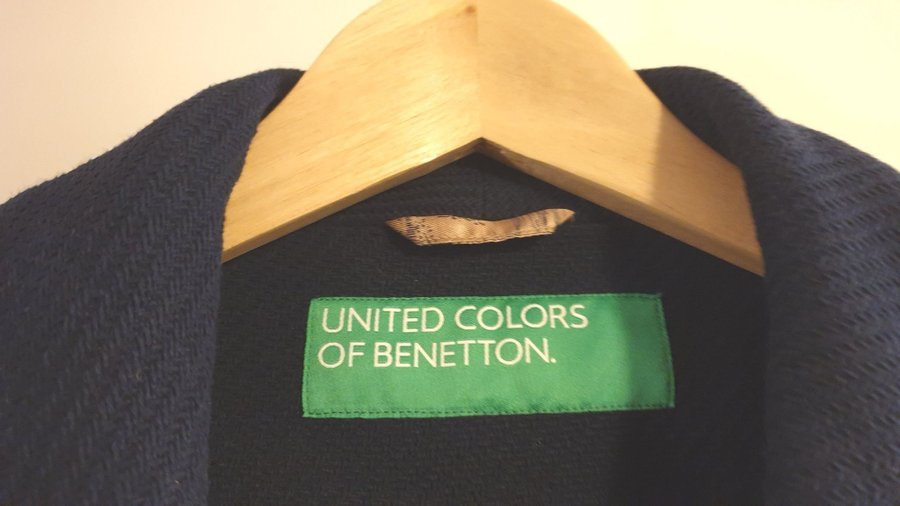 UNITED COLORS
OF BENETTON.